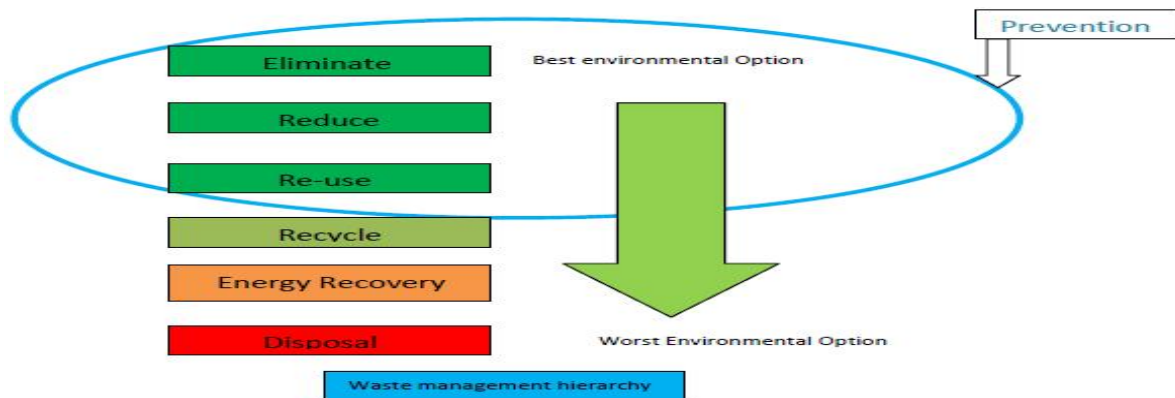 Prevention
Eliminate
Best environmental Option
Reduce
Re-use
Recycle
Energy Recovery
Disposal
Worst Environmental Option
Waste management hierarchy